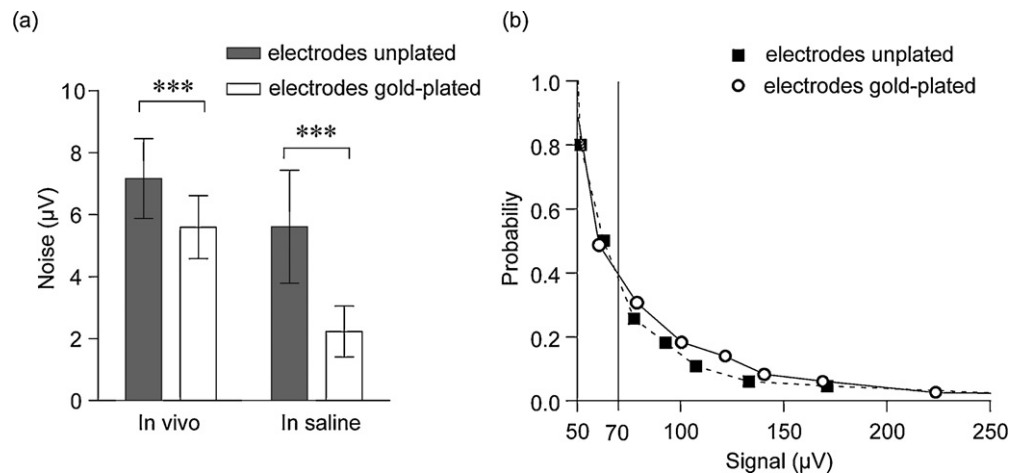 (a)
electrodes unplated
electrodes gold-plated
***
***
10
8
6
4
2
0
Noise (µV)
In vivo
In saline
(b)
electrodes unplated
electrodes gold-plated
1.0
0.8
0.6
0.4
0.2
0.0
Probabiliy
50
70
100
150
200
250
Signal (µV)